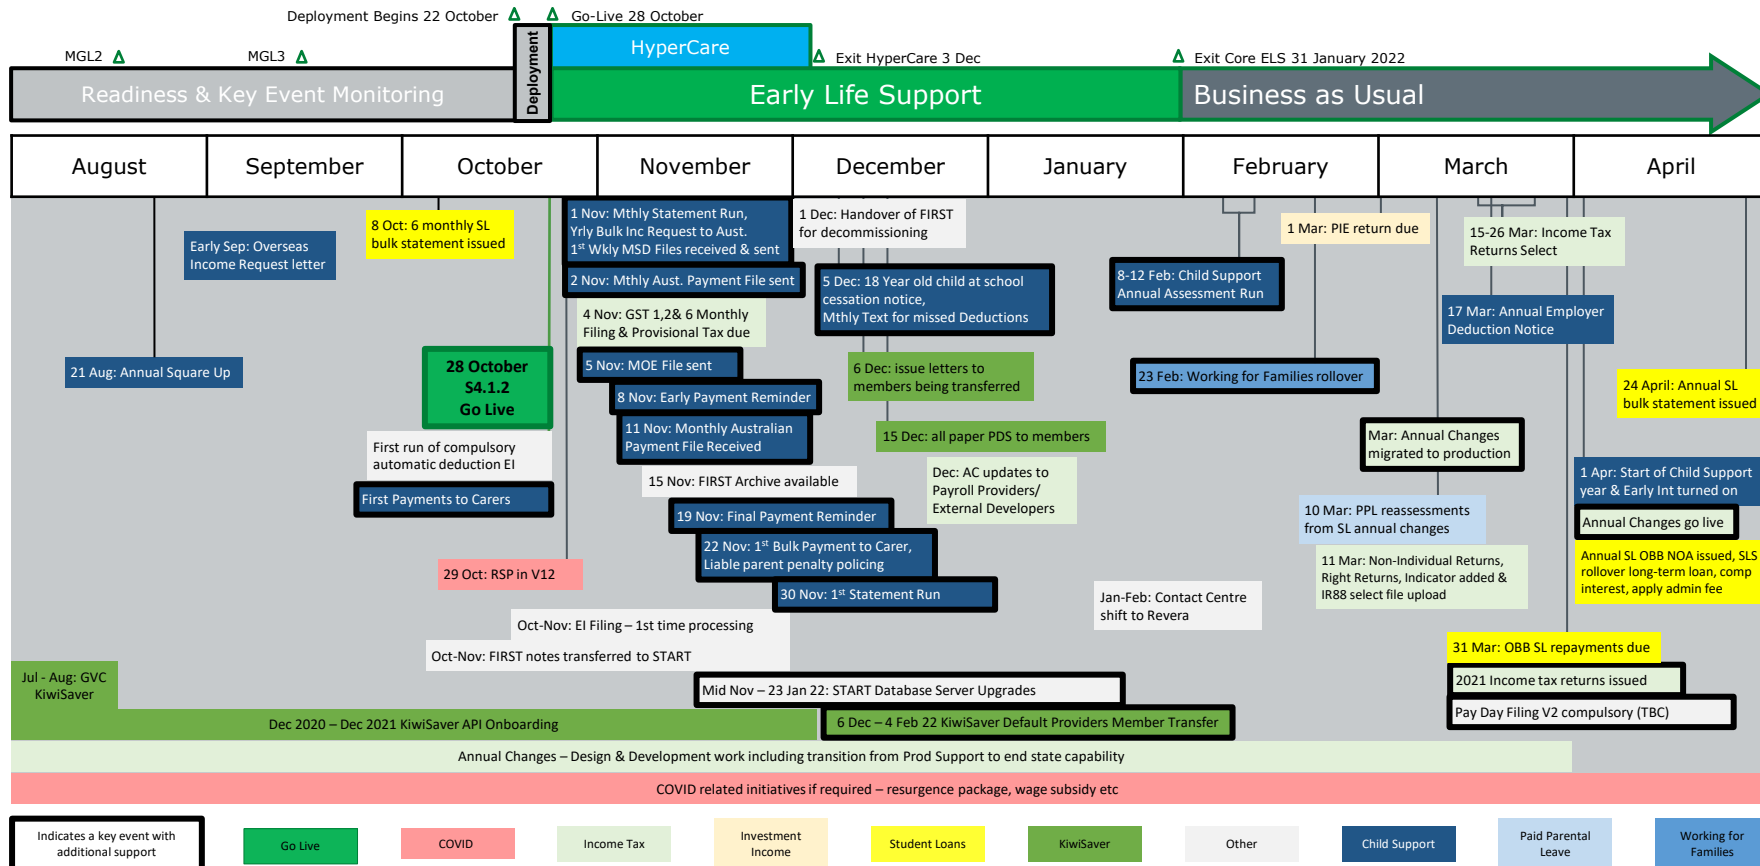 Deployment Begins 22 October
Go-Live 28 October
MGL2
MGL3
Deployment
HyperCare
Exit HyperCare 3 Dec
Exit Core ELS 31 January 2022
Readiness & Key Event Monitoring
Early Life Support
Business as Usual
August
September
October
November
December
January
February
March
April
8 Oct: 6 monthly SL
bulk statement issued
Early Sep: Overseas
Income Request letter
21 Aug: Annual Square Up
28 October
S4.1.2
Go Live
First run of compulsory
automatic deduction EI
First Payments to Carers
29 Oct: RSP in V12
Oct-Nov: EI Filing – 1st time processing
Oct-Nov: FIRST notes transferred to START
1 Nov: Mthly Statement Run,
Yrly Bulk Inc Request to Aust.
1st Wkly MSD Files received & sent
2 Nov: Mthly Aust. Payment File sent
4 Nov: GST 1,2& 6 Monthly
Filing & Provisional Tax due
5 Nov: MOE File sent
8 Nov: Early Payment Reminder
11 Nov: Monthly Australian
Payment File Received
15 Nov: FIRST Archive available
19 Nov: Final Payment Reminder
22 Nov: 1st Bulk Payment to Carer,
Liable parent penalty policing
30 Nov: 1st Statement Run
1 Dec: Handover of FIRST
for decommissioning
5 Dec: 18 Year old child at school
cessation notice,
Mthly Text for missed Deductions
6 Dec: issue letters to
members being transferred
15 Dec: all paper PDS to members
Dec: AC updates to
Payroll Providers/
External Developers
Jan-Feb: Contact Centre
shift to Revera
8-12 Feb: Child Support
Annual Assessment Run
23 Feb: Working for Families rollover
1 Mar: PIE return due
15-26 Mar: Income Tax
Returns Select
17 Mar: Annual Employer
Deduction Notice
Mar: Annual Changes
migrated to production
10 Mar: PPL reassessments
from SL annual changes
11 Mar: Non-Individual Returns,
Right Returns, Indicator added &
IR88 select file upload
31 Mar: OBB SL repayments due
2021 Income tax returns issued
Pay Day Filing V2 compulsory (TBC)
24 April: Annual SL
bulk statement issued
1 Apr: Start of Child Support
year & Early Int turned on
Annual Changes go live
Annual SL OBB NOA issued, SLS
rollover long-term loan, comp
interest, apply admin fee
Jul - Aug: GVC
KiwiSaver
Mid Nov – 23 Jan 22: START Database Server Upgrades
Dec 2020 – Dec 2021 KiwiSaver API Onboarding
6 Dec – 4 Feb 22 KiwiSaver Default Providers Member Transfer
Annual Changes – Design & Development work including transition from Prod Support to end state capability
COVID related initiatives if required – resurgence package, wage subsidy etc
Indicates a key event with
additional support
Go Live
COVID
Income Tax
Investment
Income
Student Loans
KiwiSaver
Other
Child Support
Paid Parental
Leave
Working for
Families